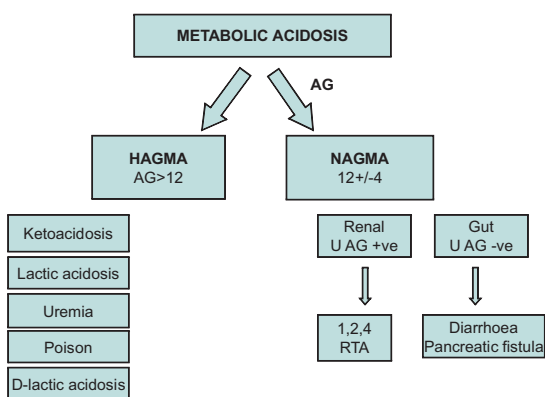 METABOLIC ACIDOSIS
AG
HAGMA
AG>12
NAGMA
12+/-4
Ketoacidosis
Lactic acidosis
Uremia
Poison
D-lactic acidosis
Renal
U AG +ve
Gut
U AG -ve
1,2,4
RTA
Diarrhoea
Pancreatic fistula